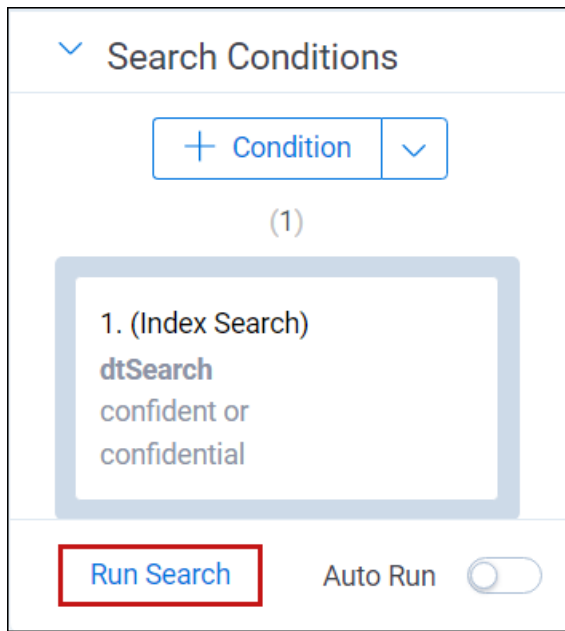 Search Conditions
+ Condition
(1)
1. (Index Search)
dtSearch
confident or
confidential
Run Search
Auto Run